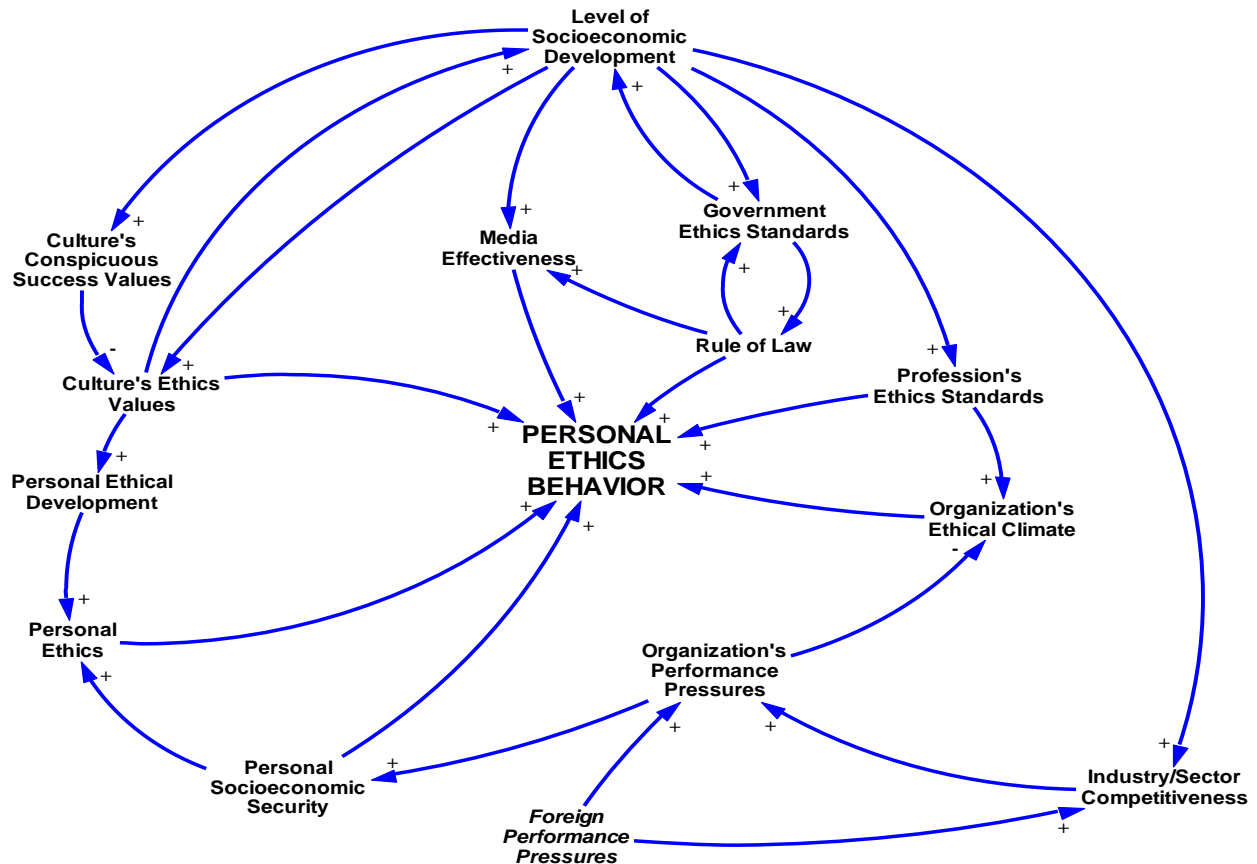 Level of
Socioeconomic
Development
+
+
+
+
+
Culture's
Conspicuous
Success Values
Media
Effectiveness
Government
Ethics Standards
+
+
+
-
+
Rule of Law
+
Culture's Ethics
Values
Profession's
Ethics Standards
+
+
+
+
+
PERSONAL
ETHICS
BEHAVIOR
+
Personal Ethical
Development
+
+
+
+
Organization's
Ethical Climate
-
+
Personal
Ethics
+
Organization's
Performance
Pressures
+
+
+
+
Personal
Socioeconomic
Security
Industry/Sector
Competitiveness
Foreign
Performance
Pressures
+